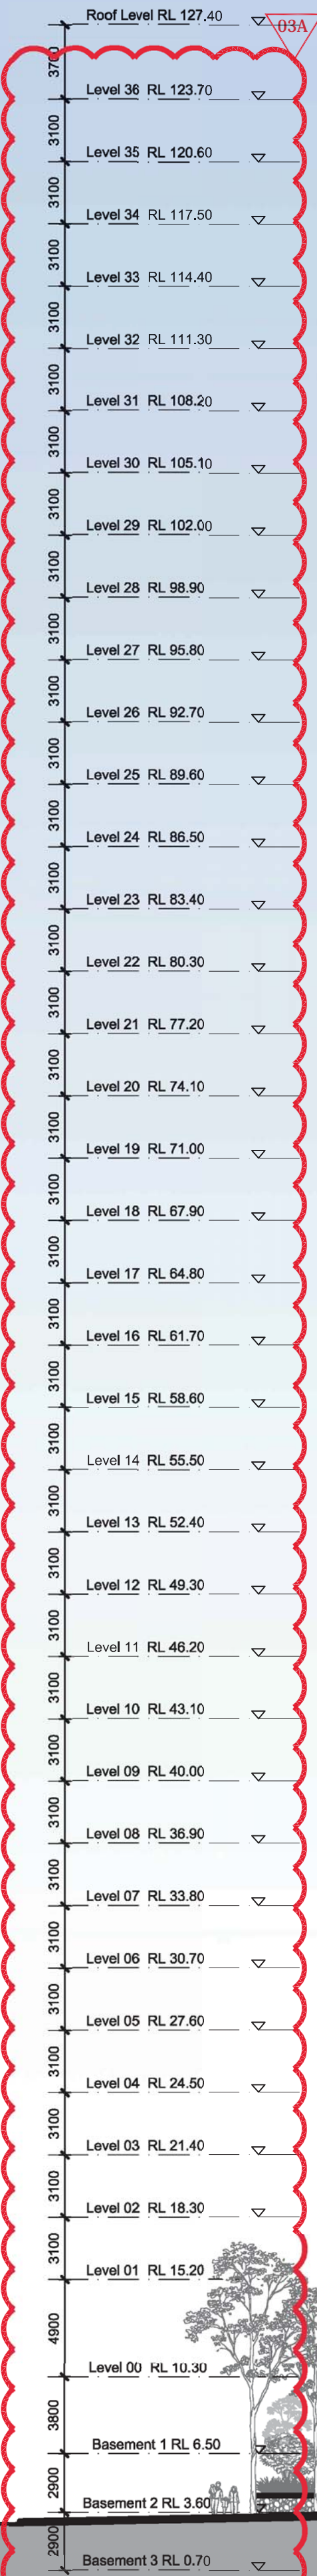 Roof Level RL 127.40
03A
3700
Level 36 RL 123.70
3100
Level 35 RL 120.60
3100
Level 34 RL 117.50
3100
Level 33 RL 114.40
3100
Level 32 RL 111.30
3100
Level 31 RL 108.20
3100
Level 30 RL 105.10
3100
Level 29 RL 102.00
3100
Level 28 RL 98.90
3100
Level 27 RL 95.80
3100
Level 26 RL 92.70
3100
Level 25 RL 89.60
3100
Level 24 RL 86.50
3100
Level 23 RL 83.40
3100
Level 22 RL 80.30
3100
Level 21 RL 77.20
3100
Level 20 RL 74.10
3100
Level 19 RL 71.00
3100
Level 18 RL 67.90
3100
Level 17 RL 64.80
3100
Level 16 RL 61.70
3100
Level 15 RL 58.60
3100
Level 14 RL 55.50
3100
Level 13 RL 52.40
3100
Level 12 RL 49.30
3100
Level 11 RL 46.20
3100
Level 10 RL 43.10
3100
Level 09 RL 40.00
3100
Level 08 RL 36.90
3100
Level 07 RL 33.80
3100
Level 06 RL 30.70
3100
Level 05 RL 27.60
3100
Level 04 RL 24.50
3100
Level 03 RL 21.40
3100
Level 02 RL 18.30
3100
Level 01 RL 15.20
4900
Level 00 RL 10.30
3800
Basement 1 RL 6.50
2900
Basement 2 RL 3.60
2900
Basement 3 RL 0.70